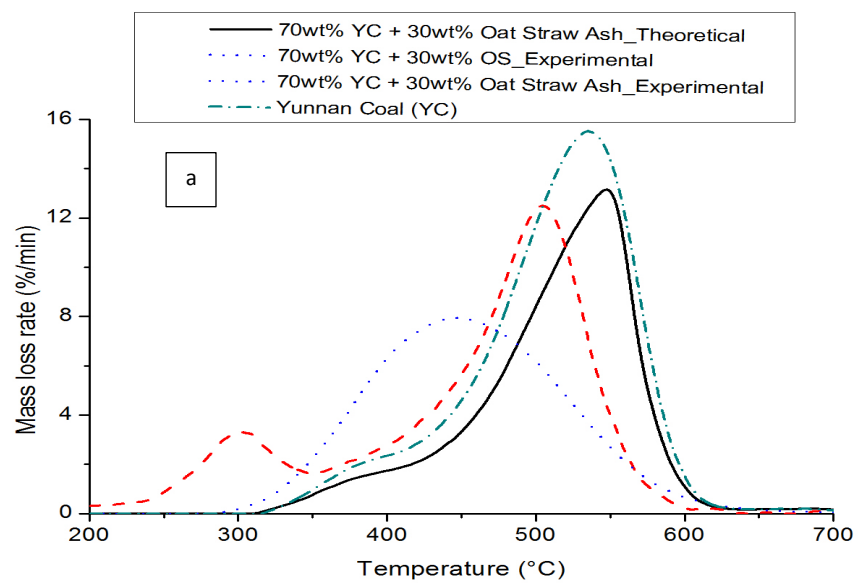 70wt% YC + 30wt% Oat Straw Ash_Theoretical
70wt% YC + 30wt% OS_Experimental
70wt% YC + 30wt% Oat Straw Ash_Experimental
Yunnan Coal (YC)
a
16
12
8
4
0
Mass loss rate (%/min)
200 300 400 500 600 700
Temperature (°C)